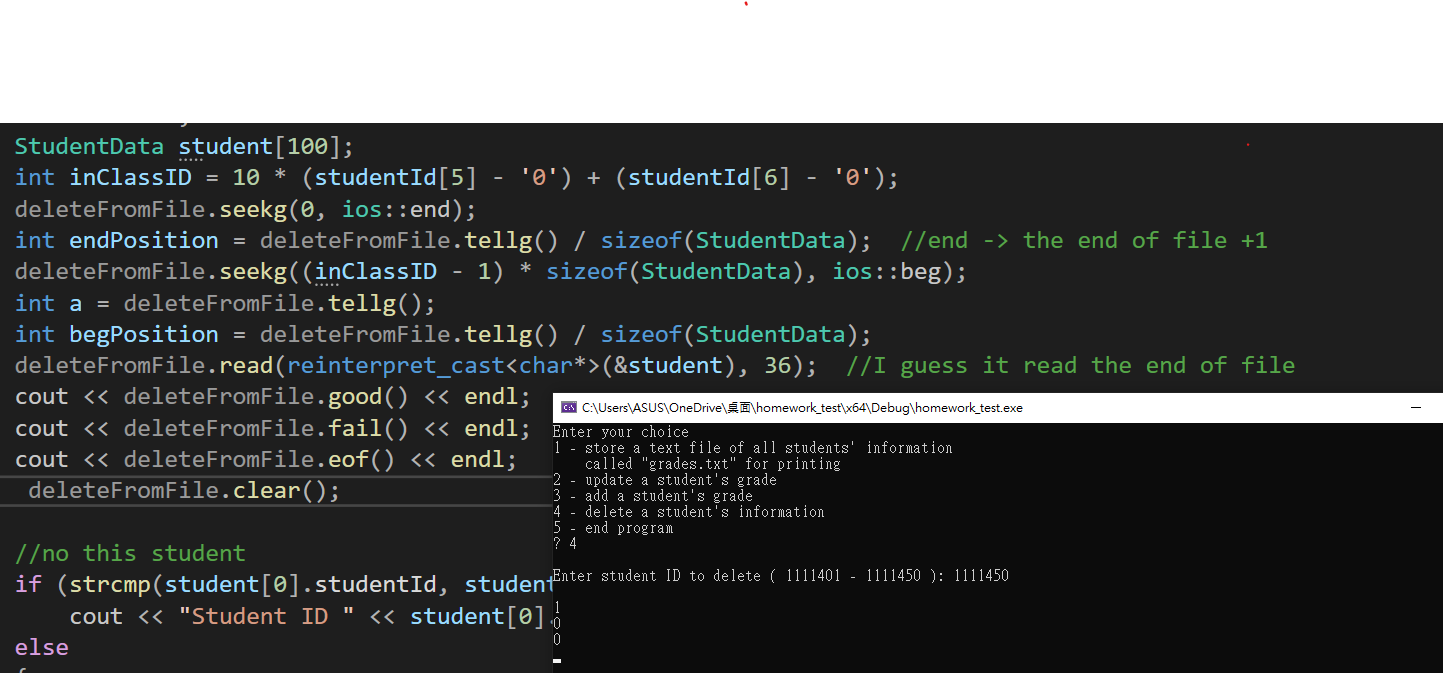 StudentData student[100];
int inClassID = 10 * (studentId[5] - '0') + (studentId[6] - '0');
deleteFromFile.seekg(0, ios::end);
int endPosition = deleteFromFile.tellg() / sizeof(StudentData);  //end -> the end of file +1
deleteFromFile.seekg((inClassID - 1) * sizeof(StudentData), ios::beg);
int a = deleteFromFile.tellg();
int begPosition = deleteFromFile.tellg() / sizeof(StudentData);
deleteFromFile.read(reinterpret_cast<char*>(&student), 36);  //I guess it read the end of file
cout << deleteFromFile.good() << endl;
cout << deleteFromFile.fail() << endl;
cout << deleteFromFile.eof() << endl;
deleteFromFile.clear();
//no this student
if (strcmp(student[0].studentId, student
cout << "Student ID " << student[0].
else
C:\Users\ASUS\OneDrive\桌面\homework_test\x64\Debug\homework_test.exe
Enter your choice
1 - store a text file of all students' information
called "grades.txt" for printing
2 - update a student's grade
3 - add a student's grade
4 - delete a student's information
5 - end program
? 4
Enter student ID to delete ( 1111401 - 1111450 ): 1111450
1
0
0